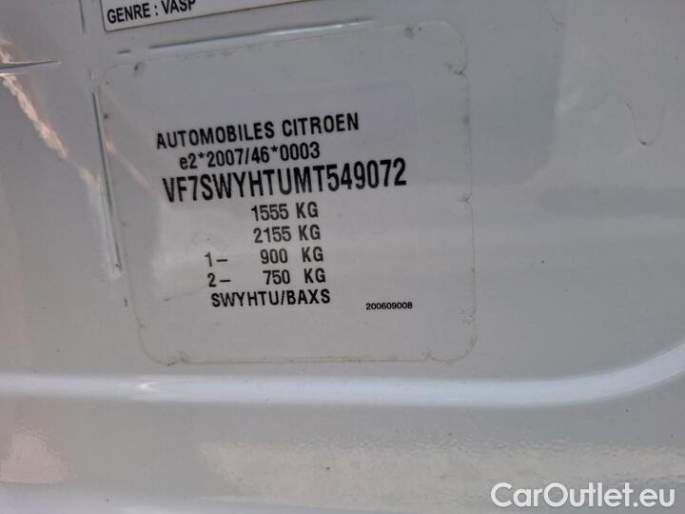 GENRE : VASP
AUTOMOBILES CITROEN
e2*2007/46*0003
VF7SWYHTUMT549072
1555 KG
2155 KG
1- 900 KG
2- 750 KG
SWYHTU/BAXS
20060900B
CarOutlet.eu